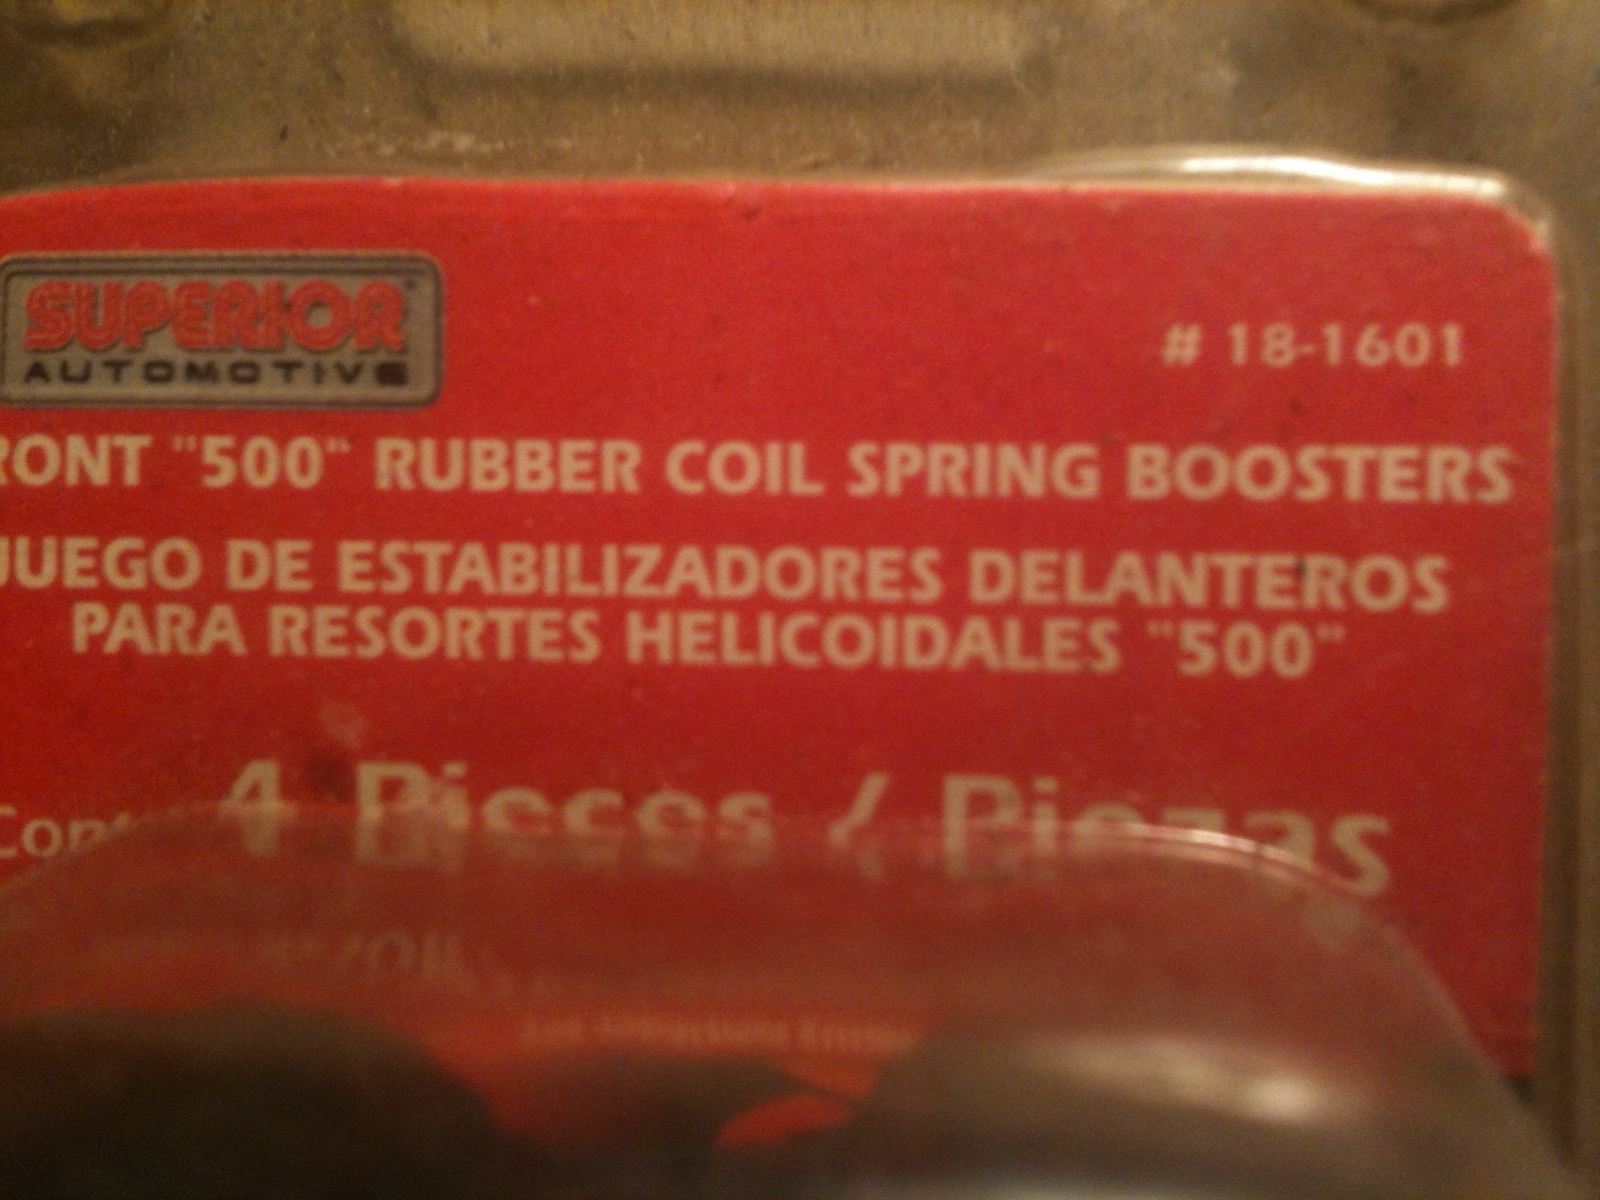 SUPERIOR
AUTOMOTIVE
# 18-1601
RONT "500" RUBBER COIL SPRING BOOSTERS
JUEGO DE ESTABILIZADORES DELANTEROS
PARA RESORTES HELICOIDALES "500"
4 Pieces / Piezas